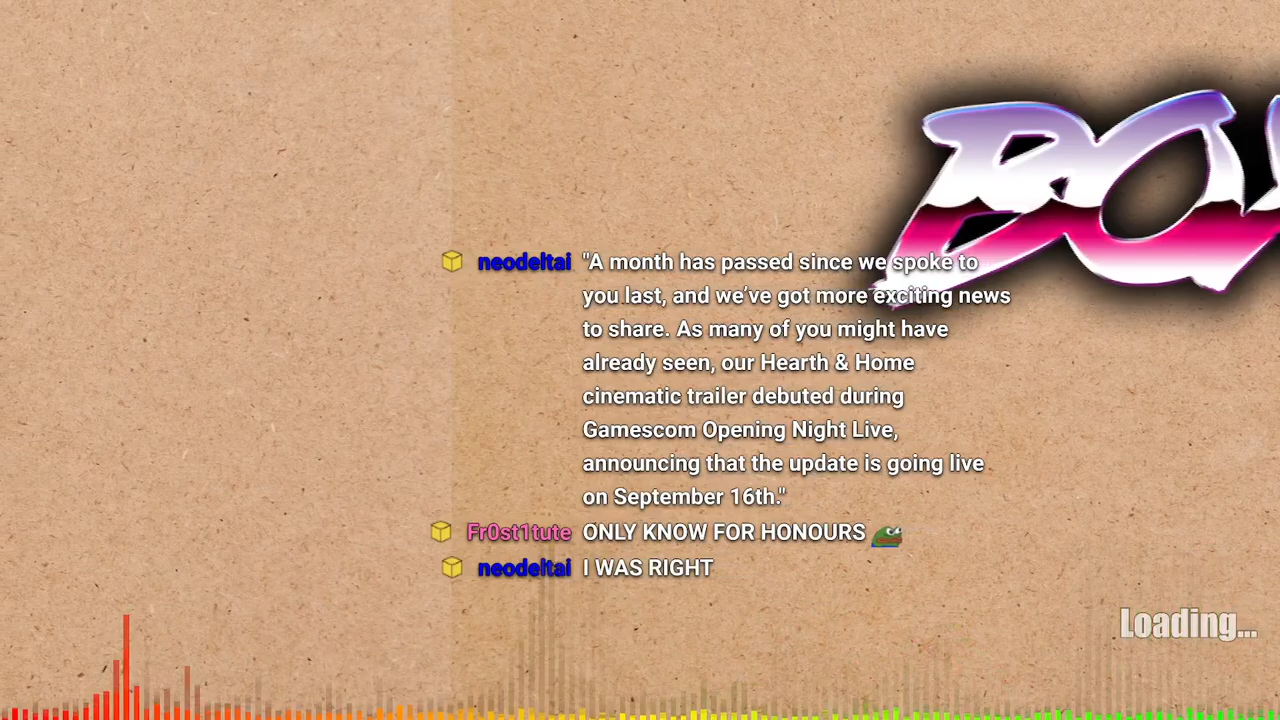 neodeltai "A month has passed since we spoke to
you last, and we’ve got more exciting news
to share. As many of you might have
already seen, our Hearth & Home
cinematic trailer debuted during
Gamescom Opening Night Live,
announcing that the update is going live
on September 16th."
Fr0st1tute ONLY KNOW FOR HONOURS
neodeltai I WAS RIGHT
Loading...